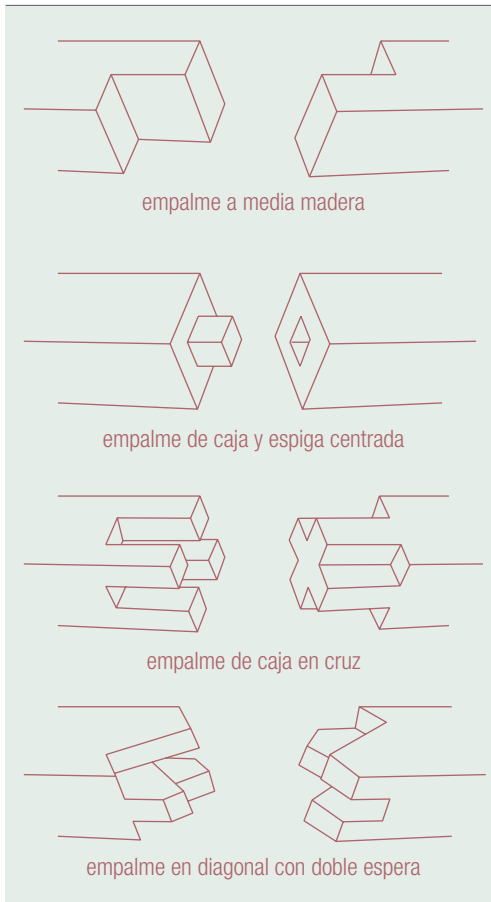 empalme a media madera
empalme de caja y espiga centrada
empalme de caja en cruz
empalme en diagonal con doble espera